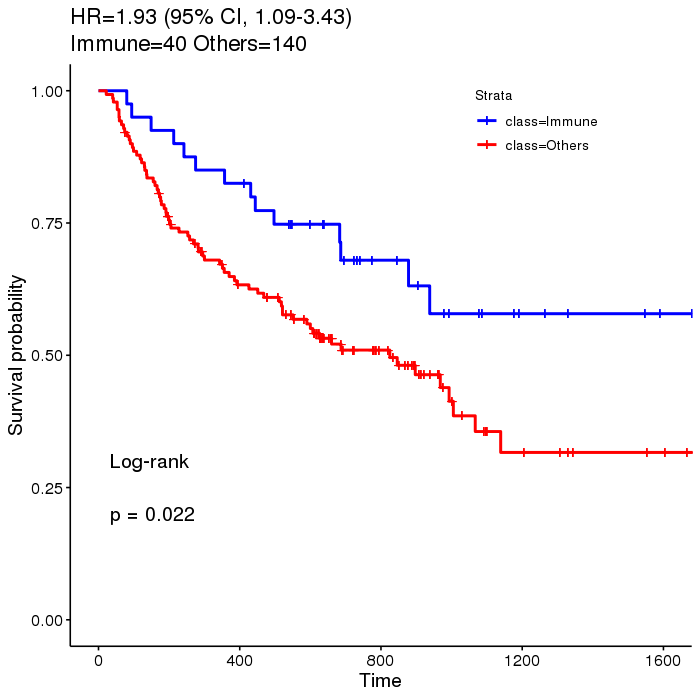 HR=1.93 (95% CI, 1.09-3.43)
Immune=40 Others=140
Strata
class=Immune
class=Others
1.00
0.75
0.50
0.25
0.00
Survival probability
Log-rank
p = 0.022
0 400 800 1200 1600
Time